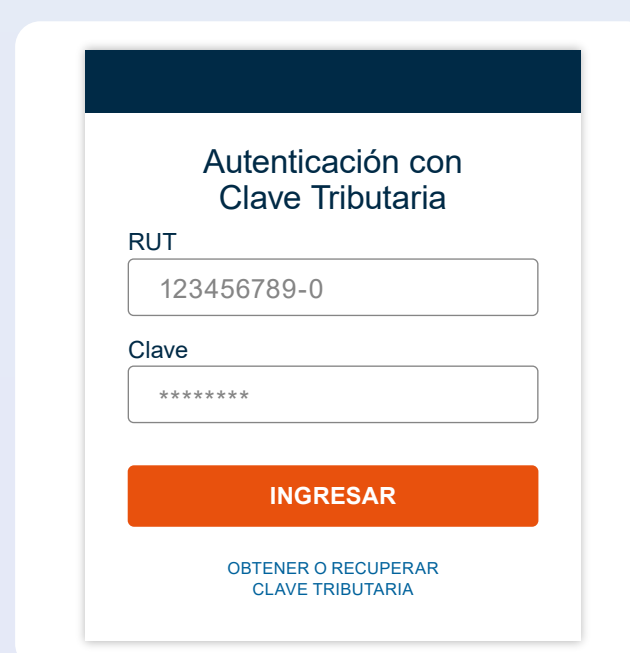 Autenticación con
Clave Tributaria
RUT
123456789-0
Clave
********
INGRESAR
OBTENER O RECUPERAR
CLAVE TRIBUTARIA